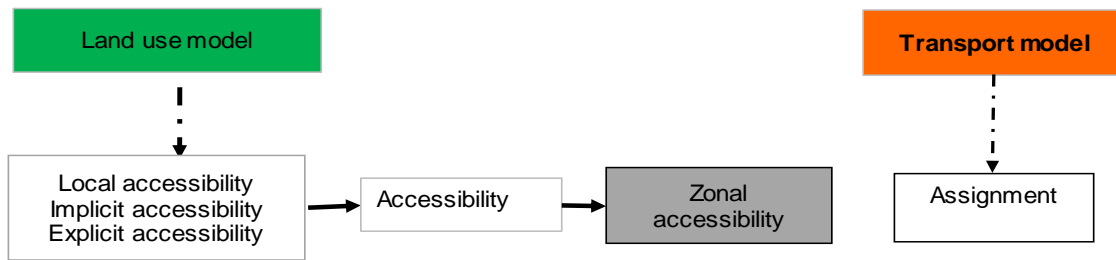 Land use model
Transport model
Local accessibility
Implicit accessibility
Explicit accessibility
Accessibility
Zonal
accessibility
Assignment